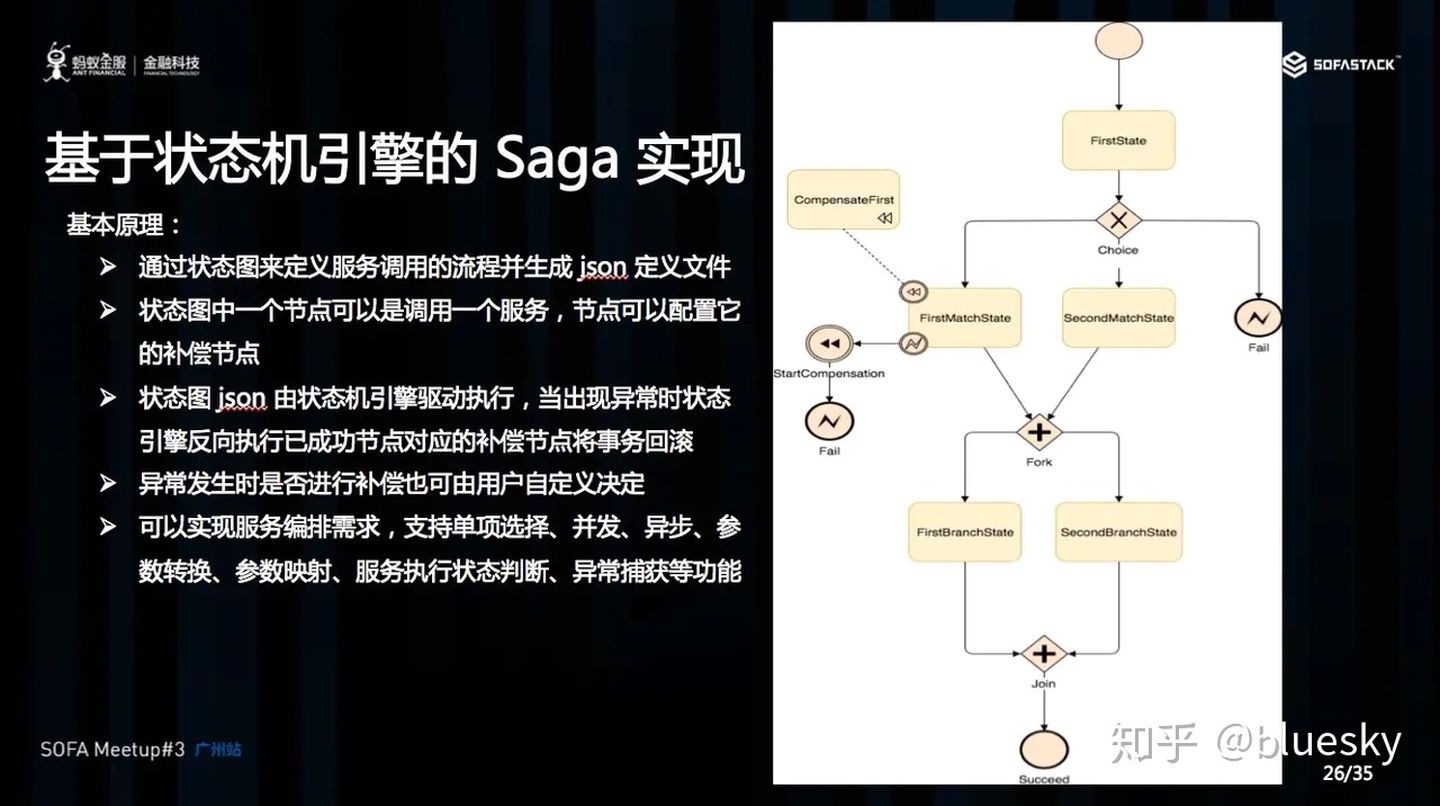 蚂蚁金服 金融科技
ANT FINANCIAL FINANCIAL TECHNOLOGY
SOFASTACK™
基于状态机引擎的 Saga 实现
基本原理：
➤ 通过状态图来定义服务调用的流程并生成 json 定义文件
➤ 状态图中一个节点可以是调用一个服务，节点可以配置它
的补偿节点
➤ 状态图 json 由状态机引擎驱动执行，当出现异常时状态
引擎反向执行已成功节点对应的补偿节点将事务回滚
➤ 异常发生时是否进行补偿也可由用户自定义决定
➤ 可以实现服务编排需求，支持单项选择、并发、异步、参
数转换、参数映射、服务执行状态判断、异常捕获等功能
FirstState
CompensateFirst
Choice
FirstMatchState
SecondMatchState
Fail
StartCompensation
Fail
Fork
FirstBranchState
SecondBranchState
Join
Succeed
SOFA Meetup#3 广州站
知乎 @bluesky
26/35